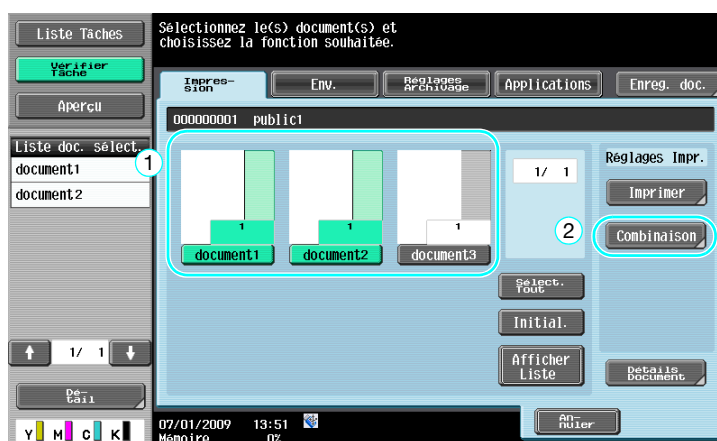 Liste Tâches
Vérifier
Tâche
Aperçu
Liste doc. sélect.
document1
document2
1/ 1
Dé-
tail
Y M C K
Sélectionnez le(s) document(s) et
choisissez la fonction souhaitée.
Impres-
sion
Env.
Réglages
Archivage
Applications
Enreg. doc.
000000001 public1
1
1 1 1
document1 document2 document3
1/ 1
Sélect.
Tout
Initial.
Afficher
Liste
Réglages Impr.
Imprimer
2
Combinaison
Détails
Document
An-
nuler
07/01/2009 13:51
Mémoire 0%